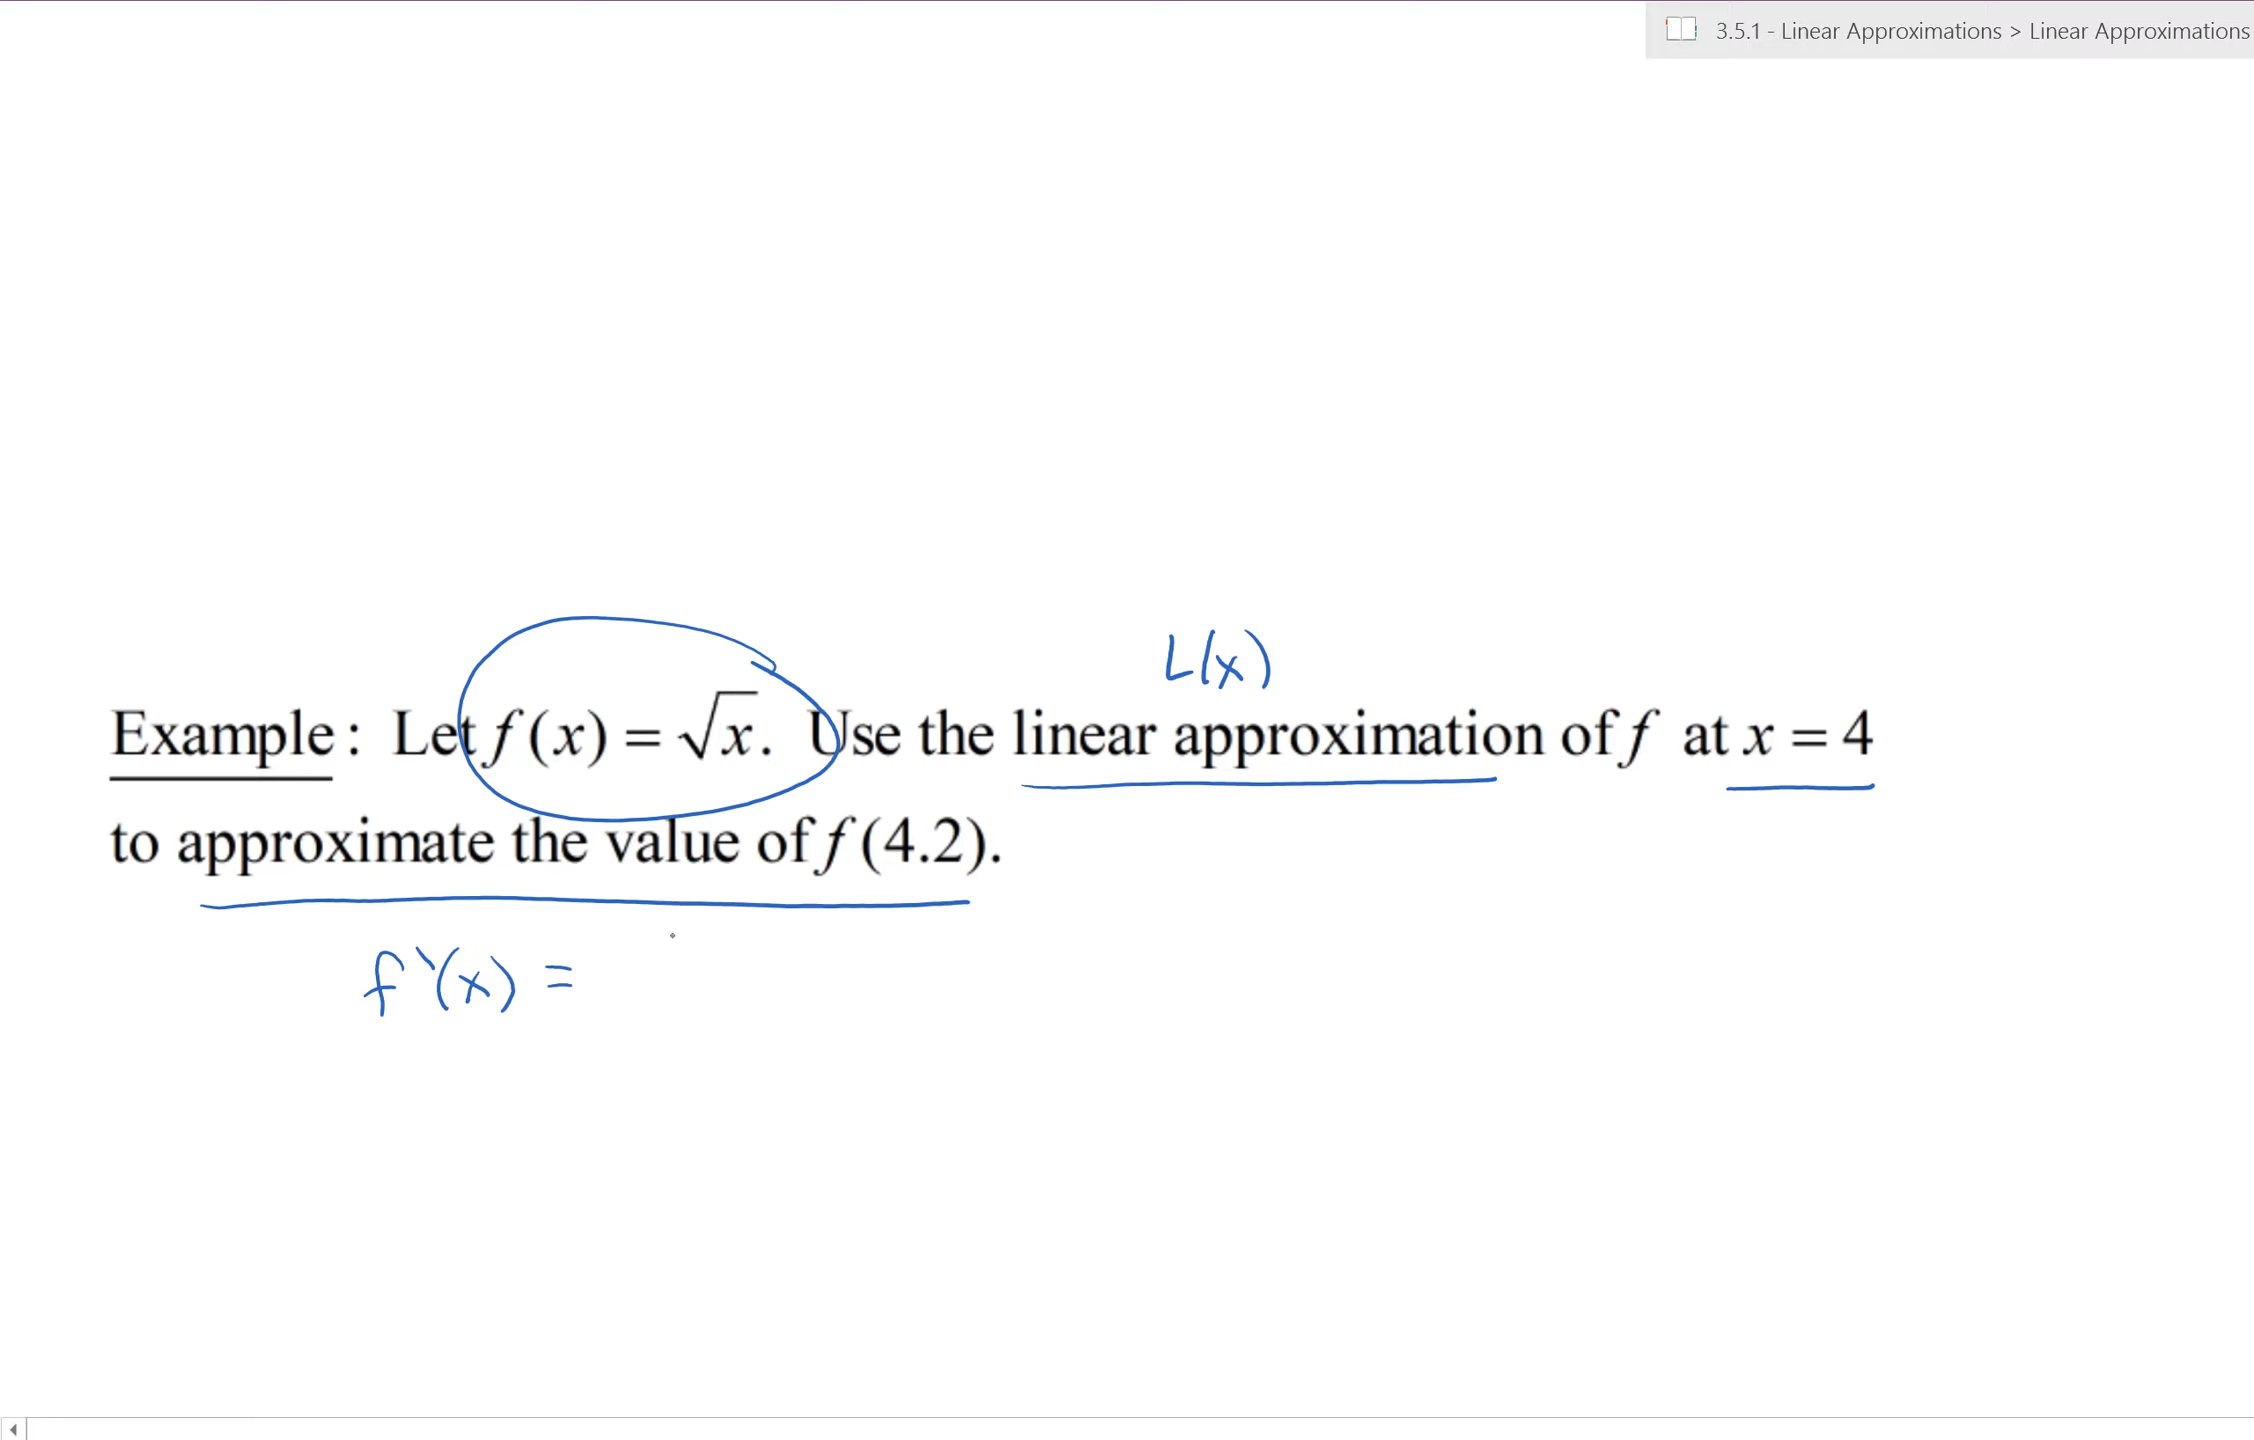 3.5.1 - Linear Approximations > Linear Approximations
L(x)
Example: Let f(x) = √x. Use the linear approximation of f at x = 4
to approximate the value of f(4.2).
f'(x) =